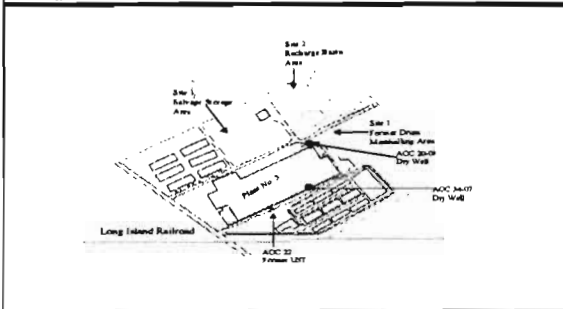 Site 2
Recharge Basin
Area
Site 3
Salvage Storage
Area
Site 1
Former Drum
Marshalling Area
AOC 20-08
Dry Well
Plant No. 3
AOC 34-07
Dry Well
Long Island Railroad
AOC 22
Former UST